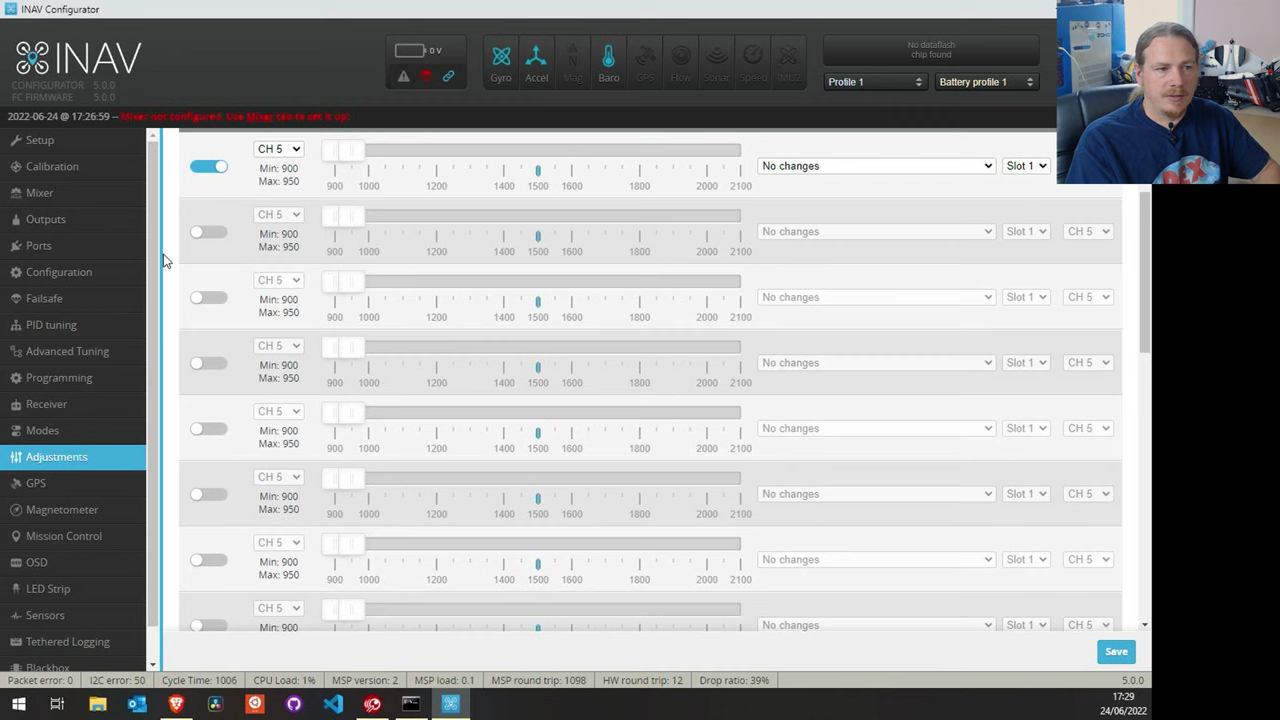 INAV Configurator
INAV
CONFIGURATOR 5.0.0
FC FIRMWARE 5.0.0
0 V
Gyro Accel Mag Baro GPS Flow Sonar Speed IMU2
No dataflash
chip found
Profile 1 Battery profile 1
2022-06-24 @ 17:26:59 -- Mixer not configured. Use Mixer tab to set it up!
Setup
Calibration
Mixer
Outputs
Ports
Configuration
Failsafe
PID tuning
Advanced Tuning
Programming
Receiver
Modes
Adjustments
GPS
Magnetometer
Mission Control
OSD
LED Strip
Sensors
Tethered Logging
Blackbox
CH 5
Min: 900
Max: 950
900 1000 1200 1400 1500 1600 1800 2000 2100
No changes Slot 1
CH 5
Min: 900
Max: 950
900 1000 1200 1400 1500 1600 1800 2000 2100
No changes Slot 1 CH 5
CH 5
Min: 900
Max: 950
900 1000 1200 1400 1500 1600 1800 2000 2100
No changes Slot 1 CH 5
CH 5
Min: 900
Max: 950
900 1000 1200 1400 1500 1600 1800 2000 2100
No changes Slot 1 CH 5
CH 5
Min: 900
Max: 950
900 1000 1200 1400 1500 1600 1800 2000 2100
No changes Slot 1 CH 5
CH 5
Min: 900
Max: 950
900 1000 1200 1400 1500 1600 1800 2000 2100
No changes Slot 1 CH 5
CH 5
Min: 900
Max: 950
900 1000 1200 1400 1500 1600 1800 2000 2100
No changes Slot 1 CH 5
CH 5
Min: 900
No changes Slot 1 CH 5
Save
Packet error: 0 I2C error: 50 Cycle Time: 1006 CPU Load: 1% MSP version: 2 MSP load: 0.1 MSP round trip: 1098 HW round trip: 12 Drop ratio: 39% 5.0.0
17:29
24/06/2022